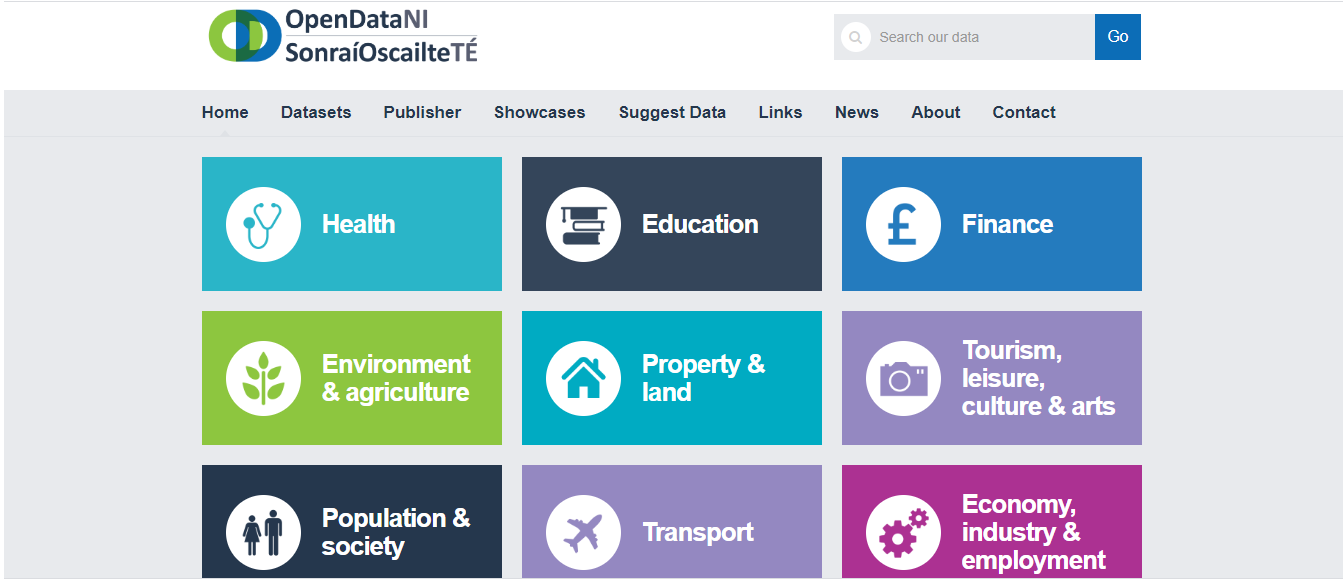 OpenDataNI
SonraíOscailteTÉ
Search our data
Go
Home Datasets Publisher Showcases Suggest Data Links News About Contact
Health
Education
Finance
Environment
& agriculture
Property &
land
Tourism,
leisure,
culture & arts
Population &
society
Transport
Economy,
industry &
employment